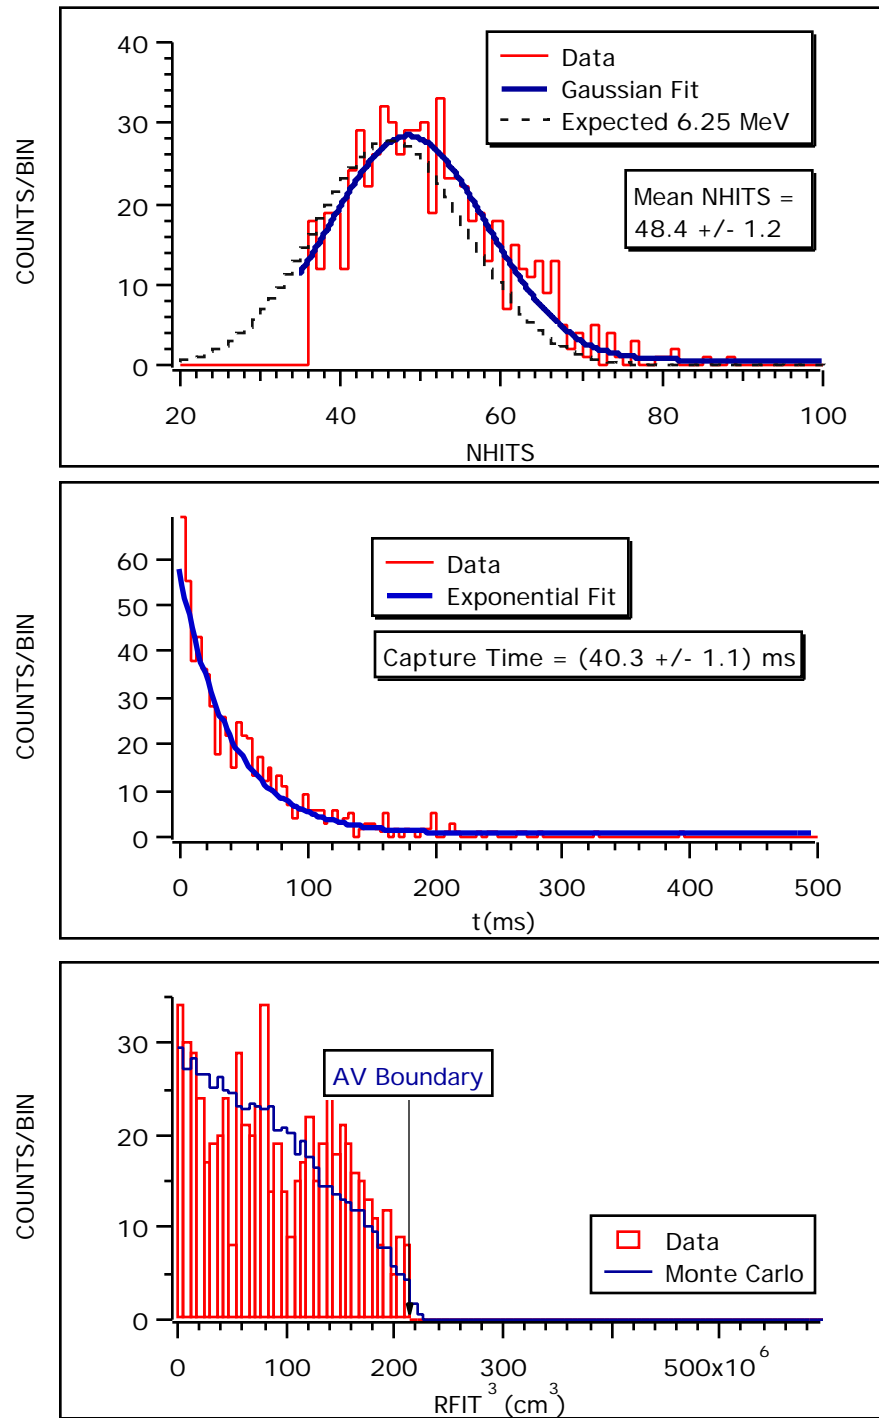 40
30
20
10
0
COUNTS/BIN
Data
Gaussian Fit
Expected 6.25 MeV
Mean NHITS =
48.4 +/- 1.2
20 40 60 80 100
NHITS
60
50
40
30
20
10
0
COUNTS/BIN
Data
Exponential Fit
Capture Time = (40.3 +/- 1.1) ms
0 100 200 300 400 500
t(ms)
30
20
10
0
COUNTS/BIN
AV Boundary
Data
Monte Carlo
0 100 200 300 500x10⁶
RFIT³ (cm³)